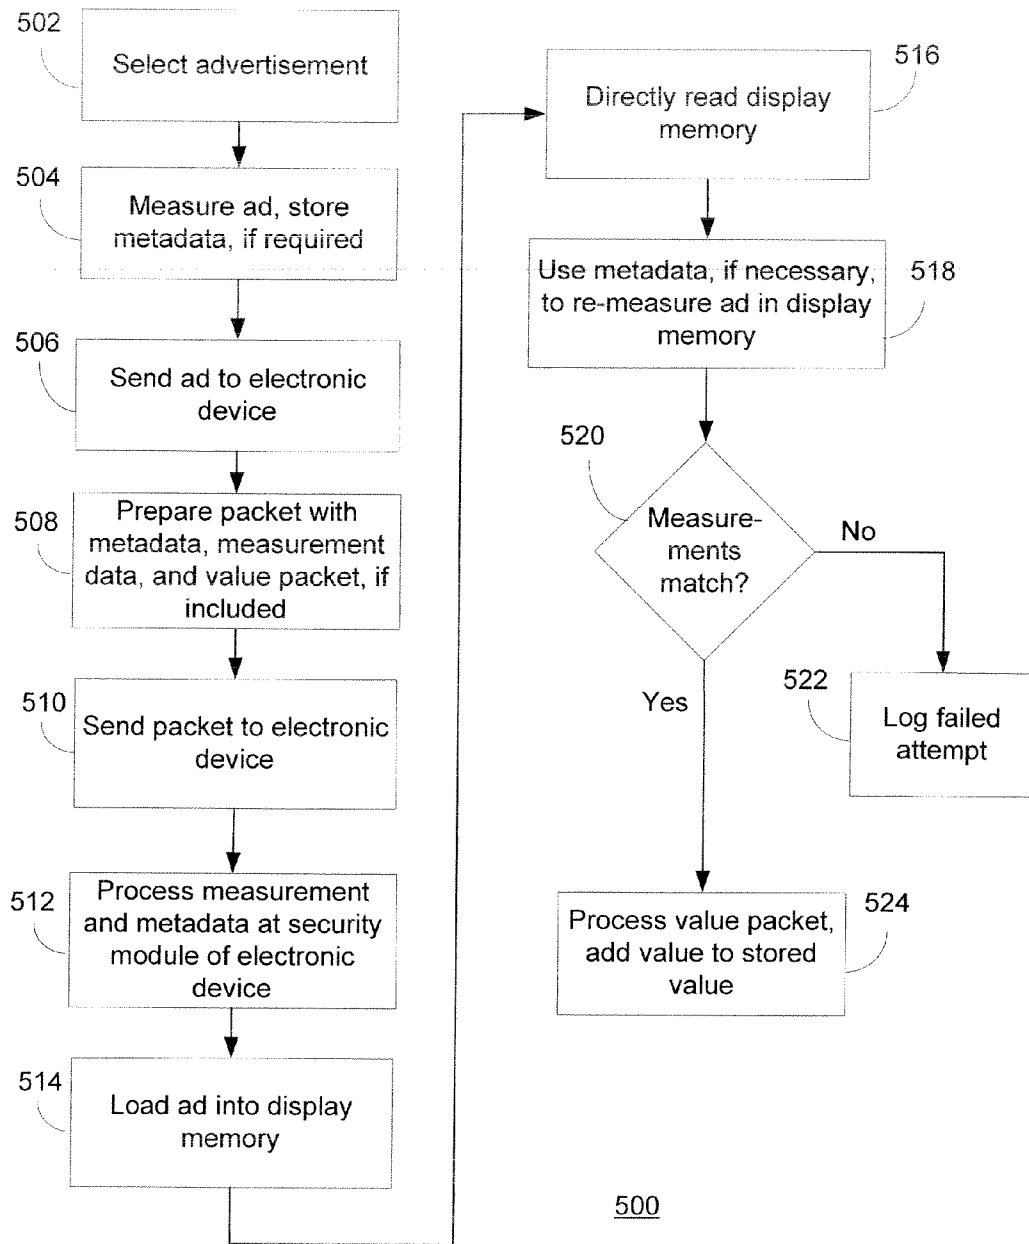 502
Select advertisement
504
Measure ad, store
metadata, if required
506
Send ad to electronic
device
508
Prepare packet with
metadata, measurement
data, and value packet, if
included
510
Send packet to electronic
device
512
Process measurement
and metadata at security
module of electronic
device
514
Load ad into display
memory
516
Directly read display
memory
518
Use metadata, if necessary,
to re-measure ad in display
memory
520
Measure-
ments
match?
No
Yes
522
Log failed
attempt
524
Process value packet,
add value to stored
value
500